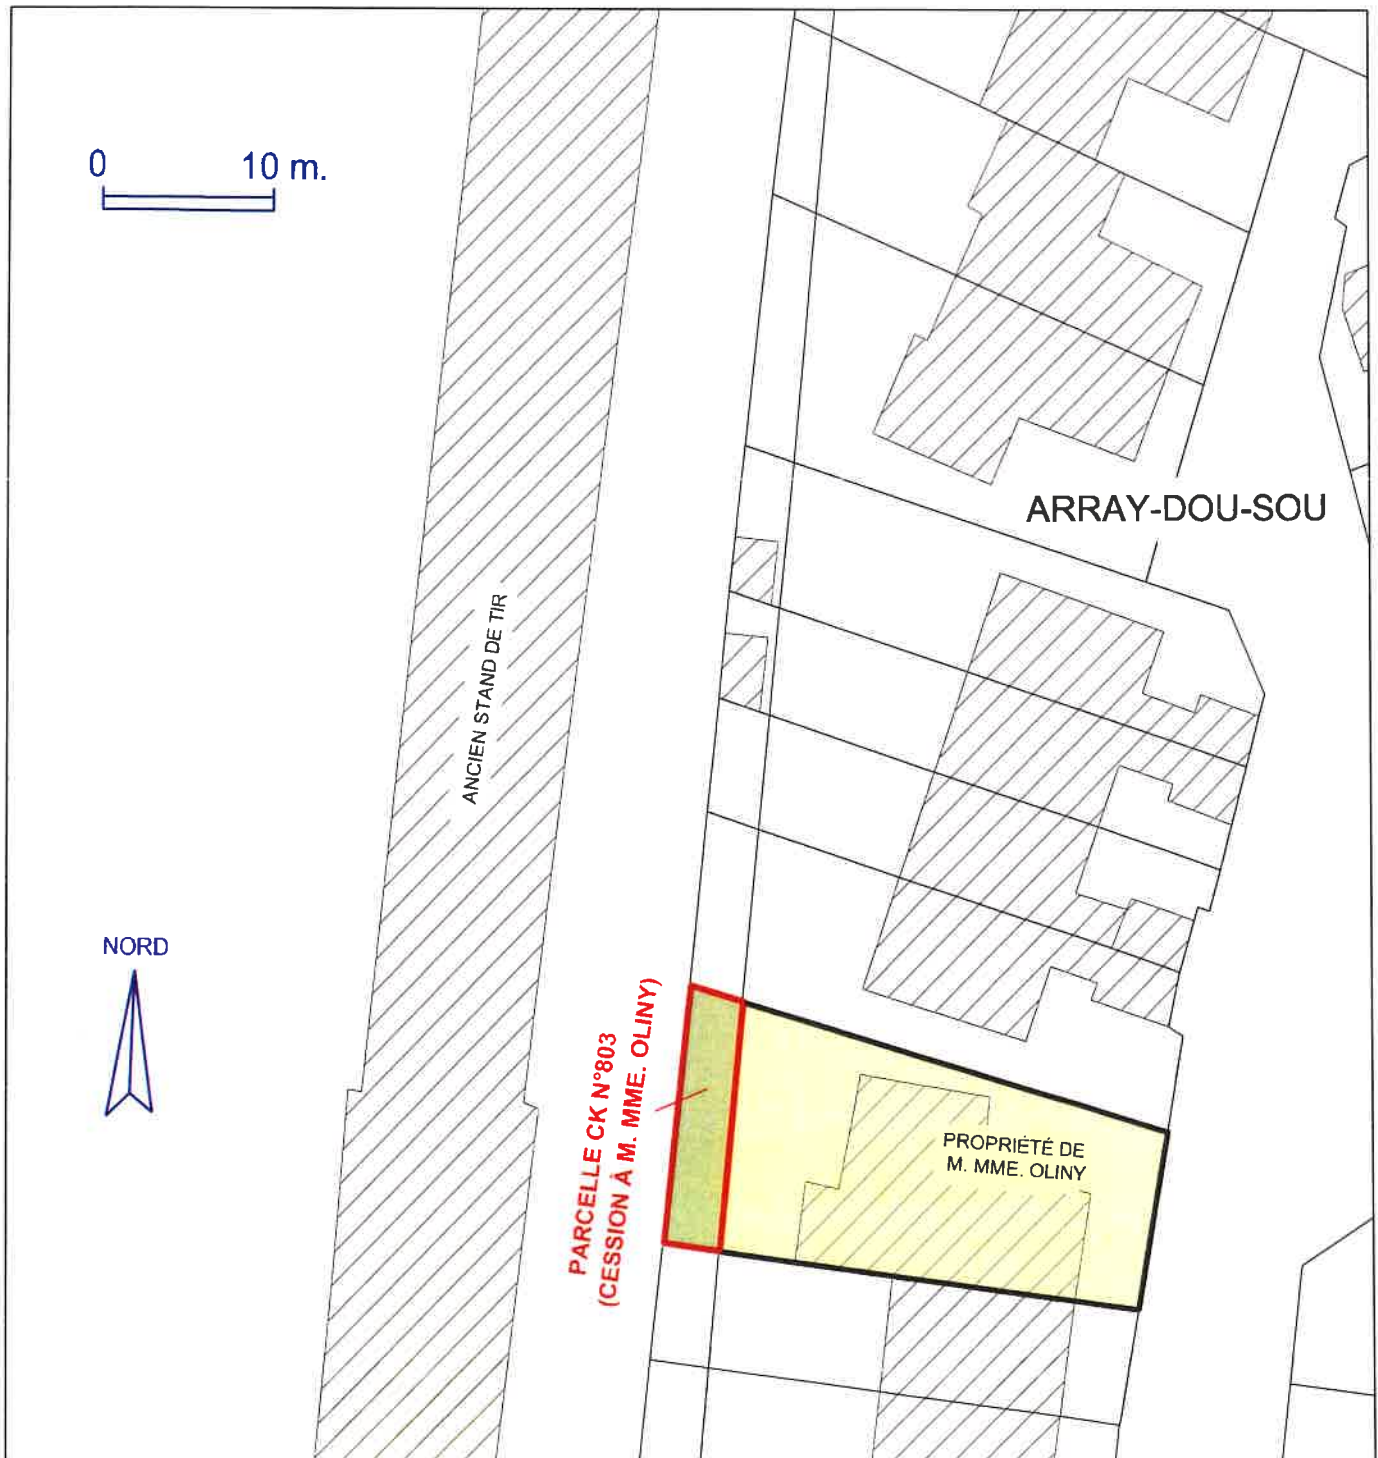 0 10 m.
ARRAY-DOU-SOU
ANCIEN STAND DE TIR
NORD
PARCELLE CK N°803
(CESSION À M. MME. OLINY)
PROPRIÉTÉ DE
M. MME. OLINY